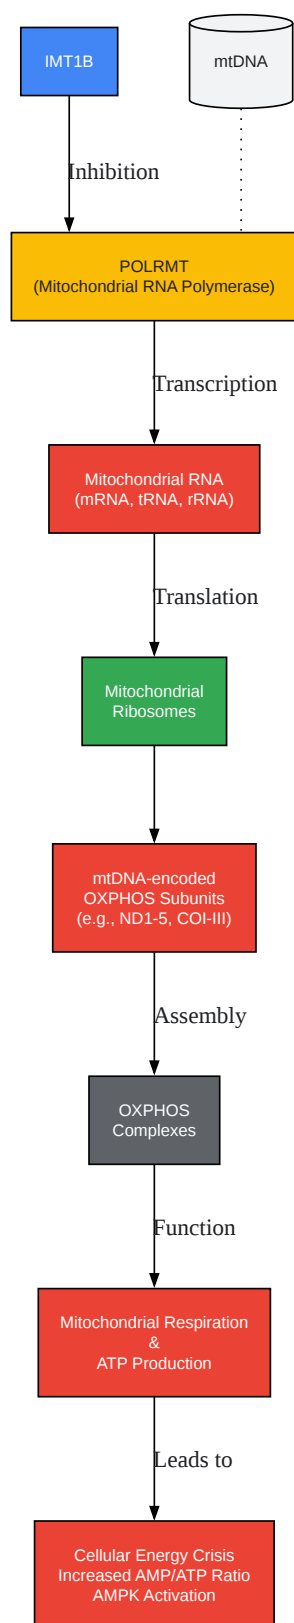 IMT1B
mtDNA
Inhibition
POLRMT
(Mitochondrial RNA Polymerase)
Transcription
Mitochondrial RNA
(mRNA, tRNA, rRNA)
Translation
Mitochondrial
Ribosomes
mtDNA-encoded
OXPHOS Subunits
(e.g., ND1-5, COI-III)
Assembly
OXPHOS
Complexes
Function
Mitochondrial Respiration
&
ATP Production
Leads to
Cellular Energy Crisis
Increased AMP/ATP Ratio
AMPK Activation